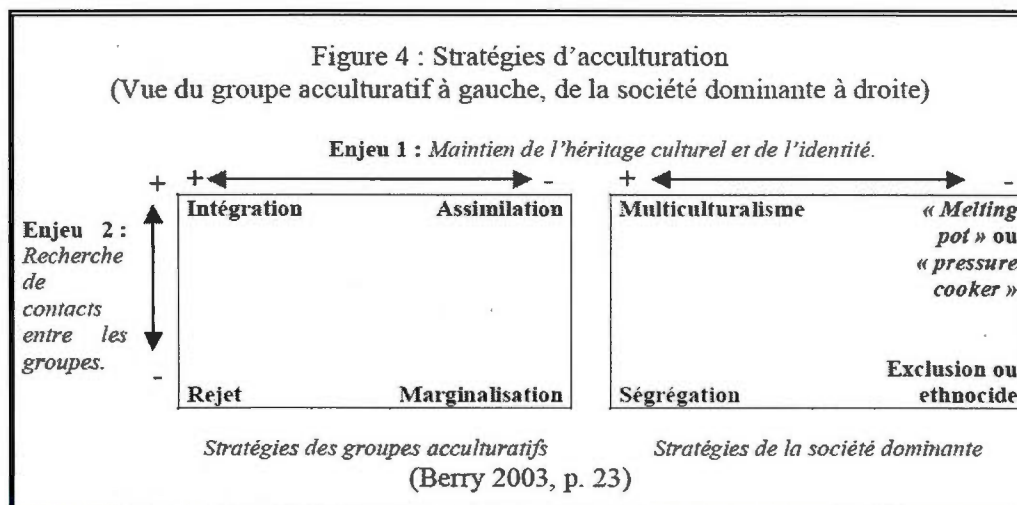 Figure 4 : Stratégies d'acculturation
(Vue du groupe acculturatif à gauche, de la société dominante à droite)
Enjeu 1 : Maintien de l'héritage culturel et de l'identité.
+ + - + -
Intégration Assimilation
Multiculturalisme « Melting
pot » ou
« pressure
cooker »
Enjeu 2 :
Recherche
de
contacts
entre les
groupes.
-
Rejet Marginalisation
Ségrégation Exclusion ou
ethnocide
Stratégies des groupes acculturatifs Stratégies de la société dominante
(Berry 2003, p. 23)